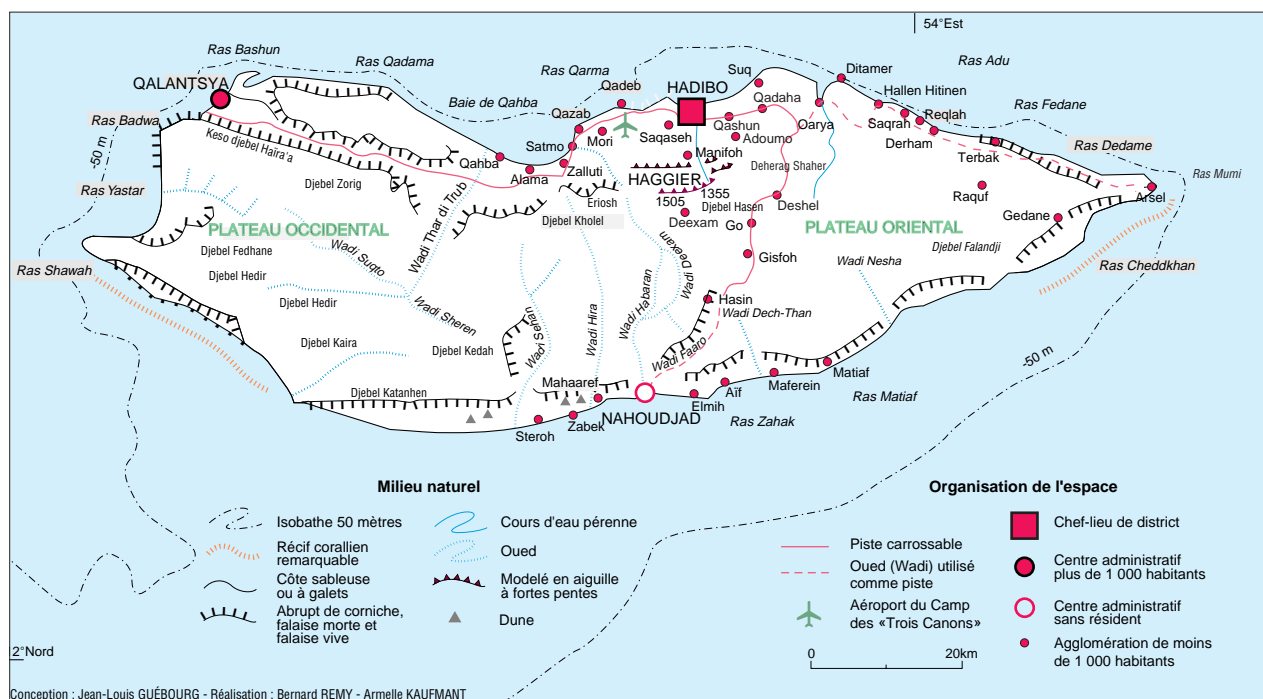 54°Est
Ras Bashun
Ras Qadama
Ras Qarma
Ras Adu
Ditamer
Suq
QALANTSYA
Qadeb
HADIBO
Hallen Hitinen
Baie de Qahba
Qadaha
Ras Fedane
Ras Badwa
Qazab
Qashun
Oarya
Saqrah
Reqlah
-50 m
Keso djebel Haïra'a
Satmo
Mori
Saqaseh
Adoumo
Derham
Ras Dedame
Qahba
Manifoh
Terbak
Deherag Shaher
Alama
Zalluti
HAGGIER
Ras Mumi
Ras Yastar
Djebel Zorig
Wadi Thar di Trub
Eriosh
1505
1355
Raquf
Arsel
Djebel Hasen
Deshel
Djebel Kholel
Deexam
Gedane
PLATEAU OCCIDENTAL
Go
PLATEAU ORIENTAL
Djebel Fedhane
Wadi Suqto
Wadi Deexam
Djebel Falandji
Gisfoh
Wadi Nesha
Ras Shawah
Djebel Hedir
Ras Cheddkhan
Djebel Hedir
Wadi Sheren
Wadi Sehan
Wadi Hira
Wadi Habaran
Hasin
Wadi Dech-Than
Djebel Kaira
Djebel Kedah
Wadi Faaro
-50 m
Matiaf
Maferein
Djebel Katanhen
Mahaaref
Aïf
Elmih
Ras Matiaf
Zabek
NAHOUDJAD
Ras Zahak
Steroh
Milieu naturel
Isobathe 50 mètres
Récif corallien
remarquable
Côte sableuse
ou à galets
Abrupt de corniche,
falaise morte et
falaise vive
Cours d'eau pérenne
Oued
Modelé en aiguille
à fortes pentes
Dune
Organisation de l'espace
Piste carrossable
Oued (Wadi) utilisé
comme piste
Aéroport du Camp
des «Trois Canons»
0
20km
Chef-lieu de district
Centre administratif
plus de 1 000 habitants
Centre administratif
sans résident
Agglomération de moins
de 1 000 habitants
2°Nord
Conception : Jean-Louis GUÉBOURG - Réalisation : Bernard REMY - Armelle KAUFMANT